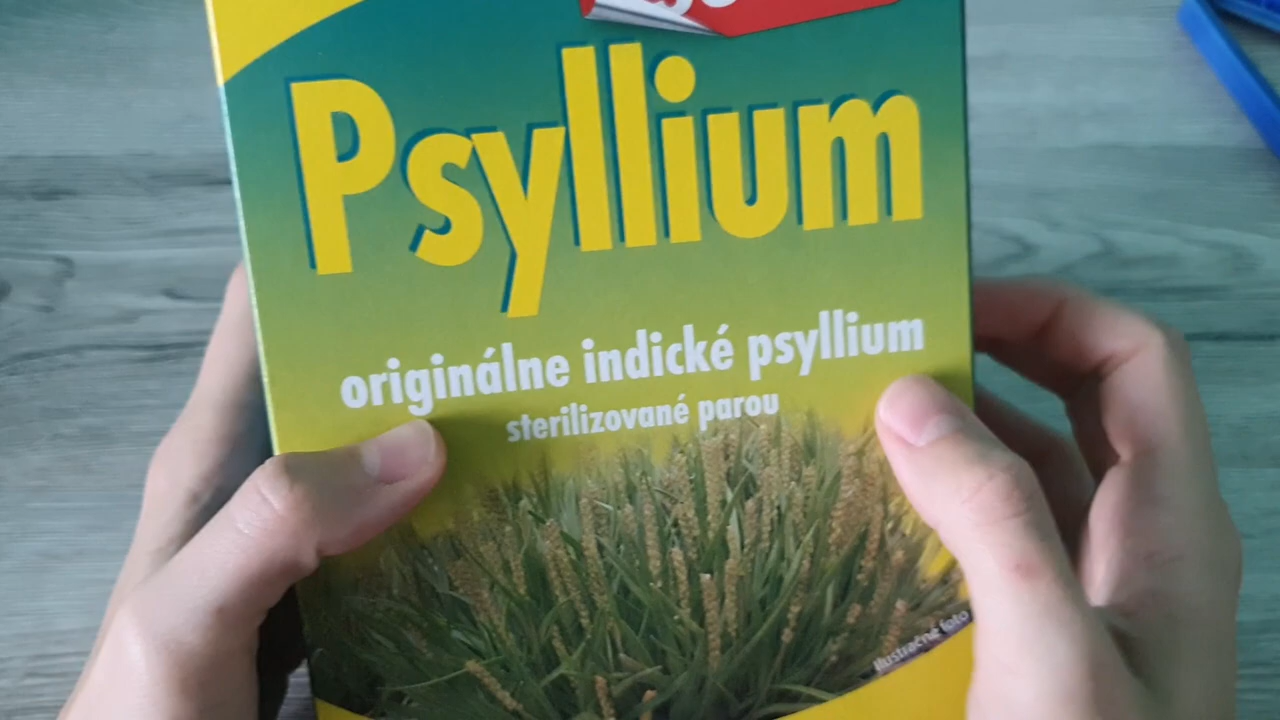 Psyllium
originálne indické psyllium
sterilizované parou
Ilustračné foto